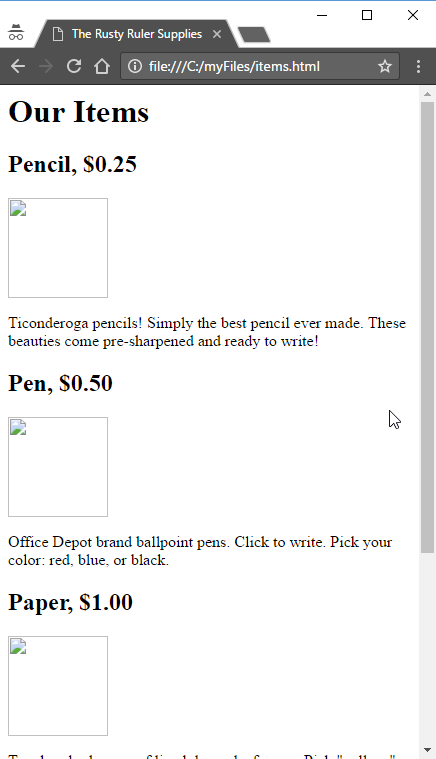 The Rusty Ruler Supplies
file:///C:/myFiles/items.html
Our Items
Pencil, $0.25
Ticonderoga pencils! Simply the best pencil ever made. These
beauties come pre-sharpened and ready to write!
Pen, $0.50
Office Depot brand ballpoint pens. Click to write. Pick your
color: red, blue, or black.
Paper, $1.00